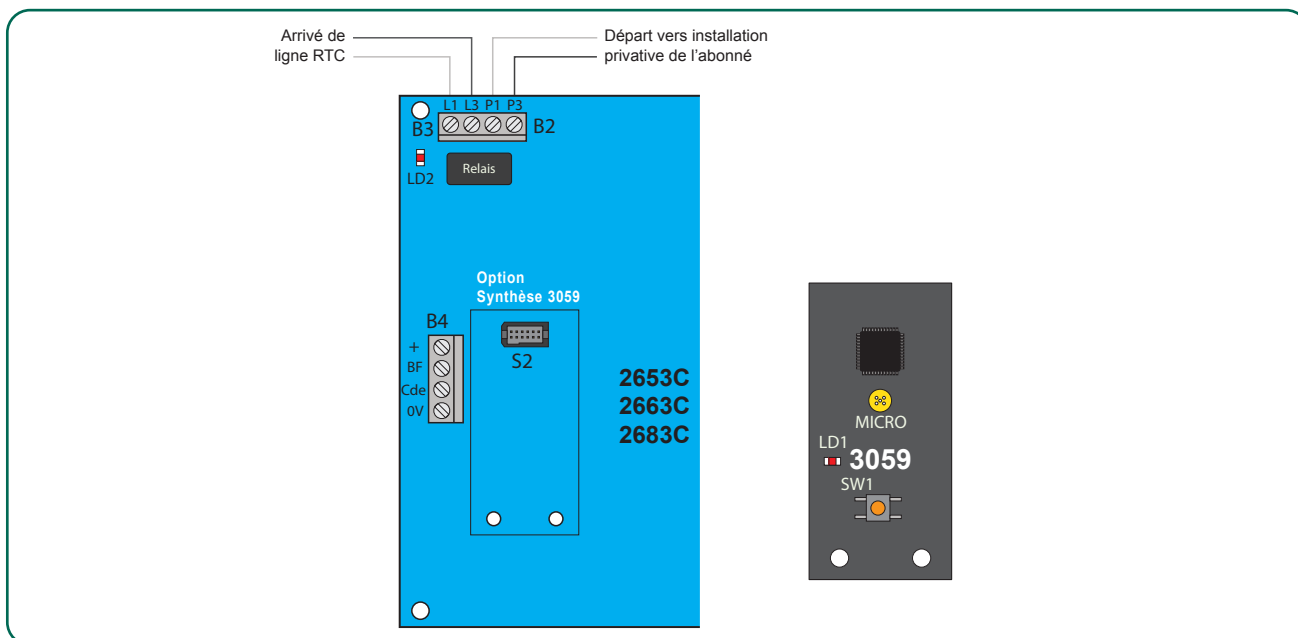 Arrivé de
ligne RTC
Départ vers installation
privative de l'abonné
L1 L3 P1 P3
B3
B2
LD2
Relais
Option
Synthèse 3059
B4
+
BF
Cde
0V
S2
2653C
2663C
2683C
MICRO
LD1
3059
SW1